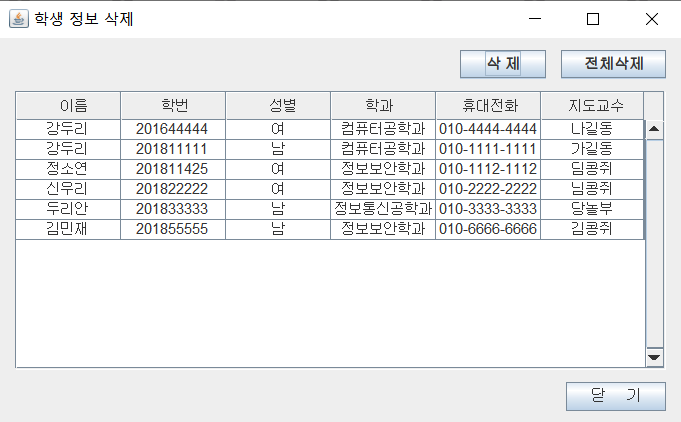 학생 정보 삭제
삭 제 전체삭제
이름 학번 성별 학과 휴대전화 지도교수
강두리 201644444 여 컴퓨터공학과 010-4444-4444 나길동
강두리 201811111 남 컴퓨터공학과 010-1111-1111 가길동
정소연 201811425 여 정보보안학과 010-1112-1112 딤콩쥐
신우리 201822222 여 정보보안학과 010-2222-2222 님콩쥐
두리안 201833333 남 정보통신공학과 010-3333-3333 당놀부
김민재 201855555 남 정보보안학과 010-6666-6666 김콩쥐
닫 기